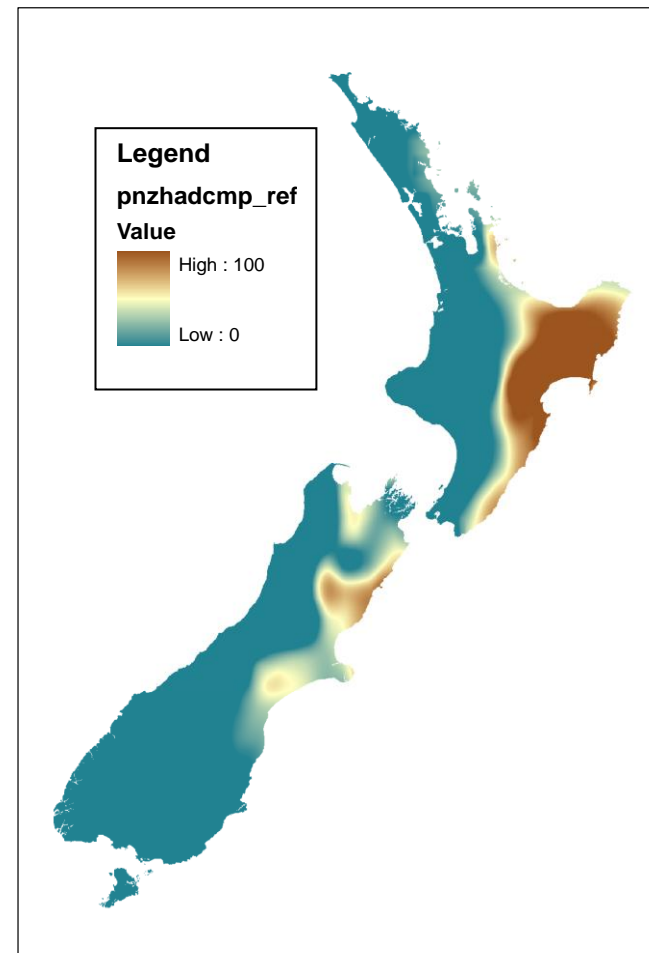 Legend
pnzhadcmp_ref
Value
High : 100
Low : 0